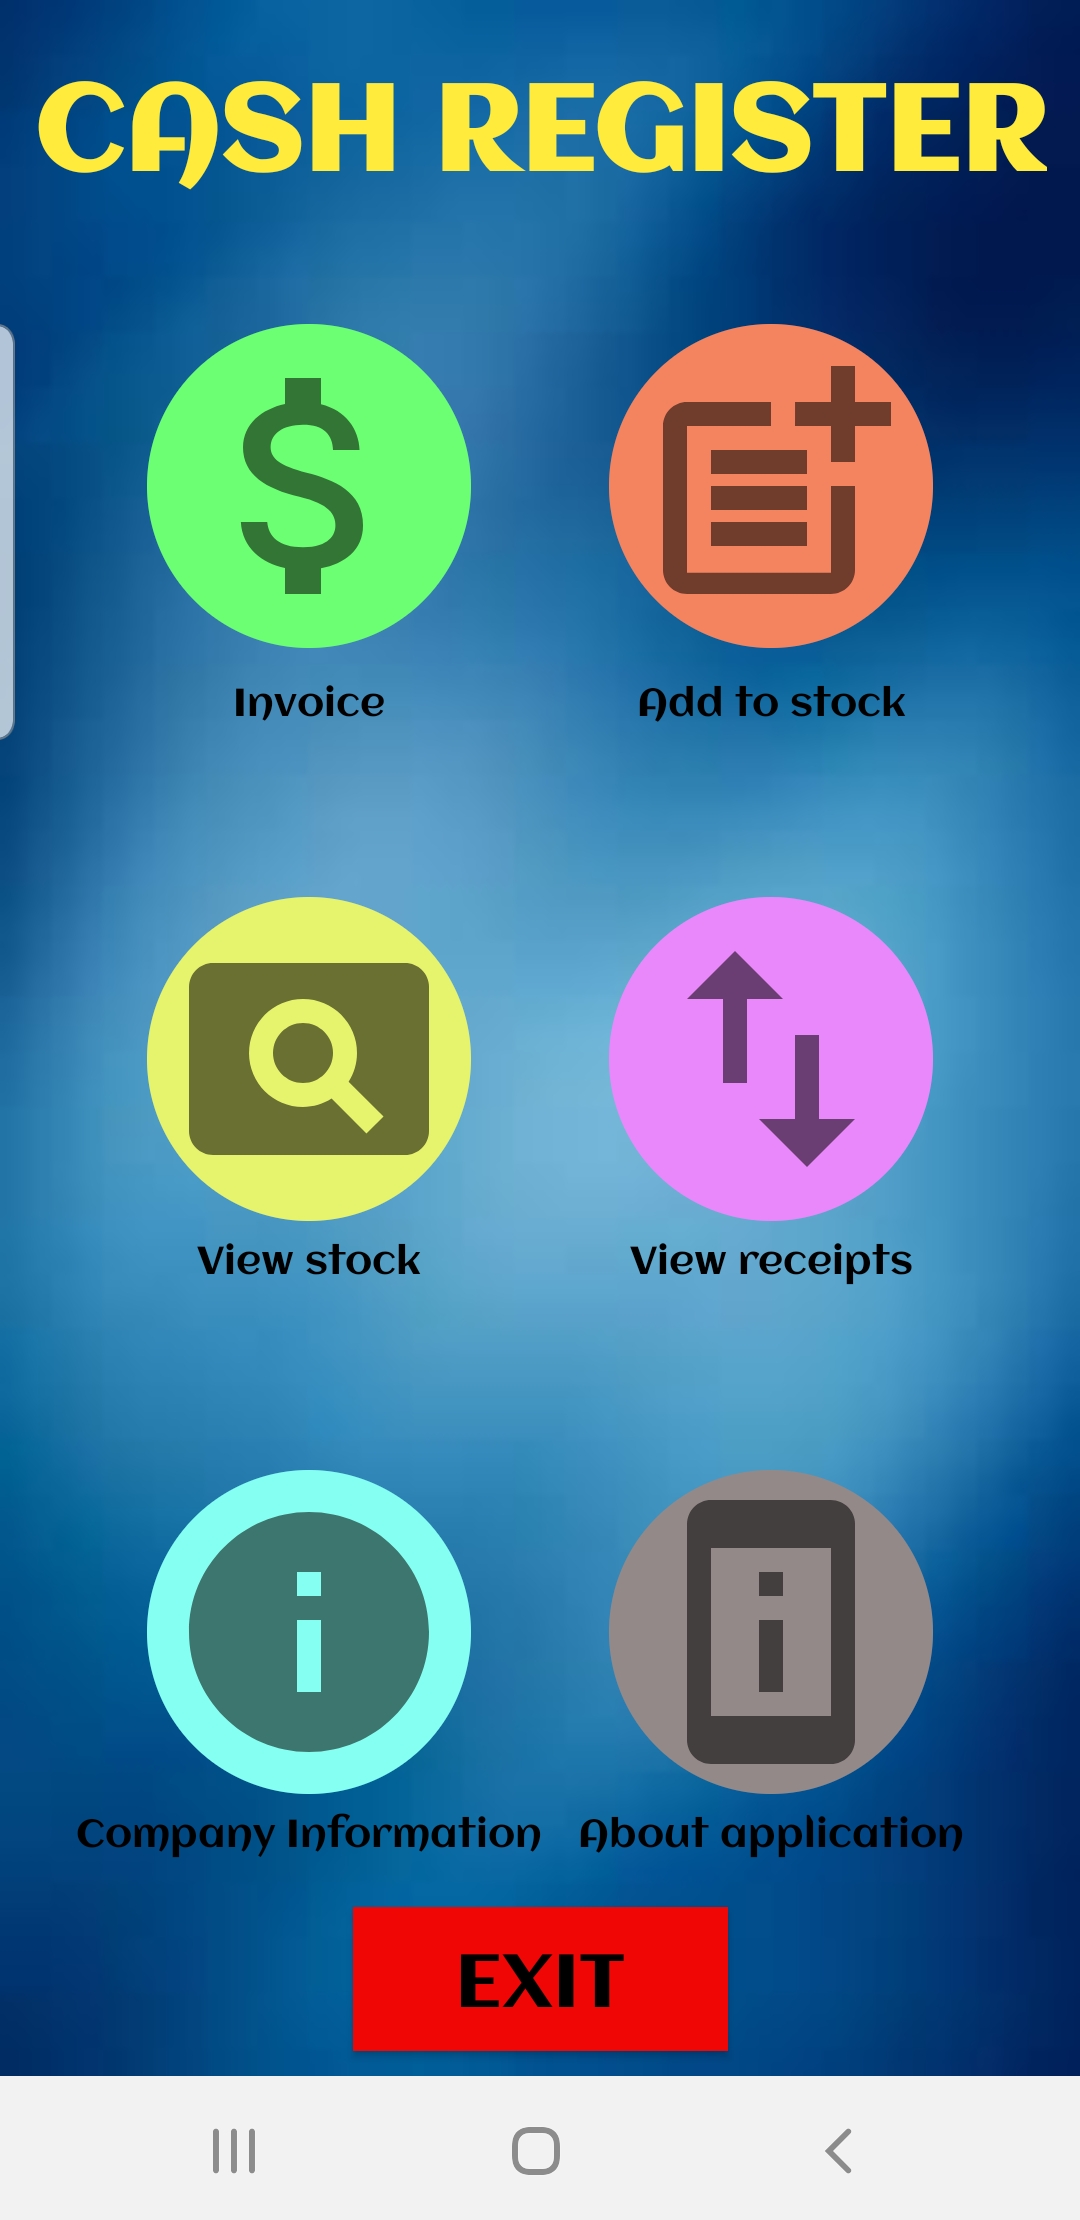 CASH REGISTER
Invoice
Add to stock
View stock
View receipts
Company Information
About application
EXIT